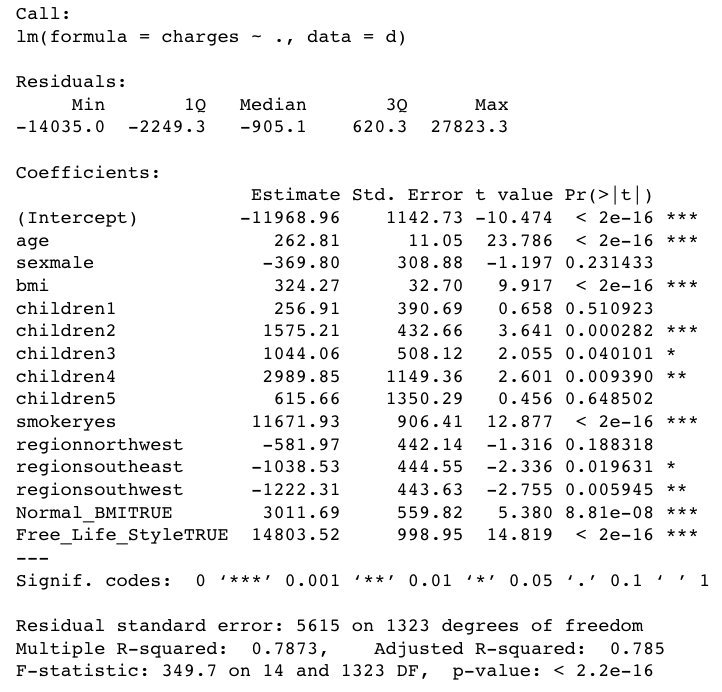 Call:
lm(formula = charges ~ ., data = d)
Residuals:
Min 1Q Median 3Q Max
-14035.0 -2249.3 -905.1 620.3 27823.3
Coefficients:
Estimate Std. Error t value Pr(>|t|)
(Intercept) -11968.96 1142.73 -10.474 < 2e-16 ***
age 262.81 11.05 23.786 < 2e-16 ***
sexmale -369.80 308.88 -1.197 0.231433
bmi 324.27 32.70 9.917 < 2e-16 ***
children1 256.91 390.69 0.658 0.510923
children2 1575.21 432.66 3.641 0.000282 ***
children3 1044.06 508.12 2.055 0.040101 *
children4 2989.85 1149.36 2.601 0.009390 **
children5 615.66 1350.29 0.456 0.648502
smokeryes 11671.93 906.41 12.877 < 2e-16 ***
regionnorthwest -581.97 442.14 -1.316 0.188318
regionsoutheast -1038.53 444.55 -2.336 0.019631 *
regionsouthwest -1222.31 443.63 -2.755 0.005945 **
Normal_BMITRUE 3011.69 559.82 5.380 8.81e-08 ***
Free_Life_StyleTRUE 14803.52 998.95 14.819 < 2e-16 ***
---
Signif. codes: 0 ‘***’ 0.001 ‘**’ 0.01 ‘*’ 0.05 ‘.’ 0.1 ‘ ’ 1
Residual standard error: 5615 on 1323 degrees of freedom
Multiple R-squared: 0.7873, Adjusted R-squared: 0.785
F-statistic: 349.7 on 14 and 1323 DF, p-value: < 2.2e-16